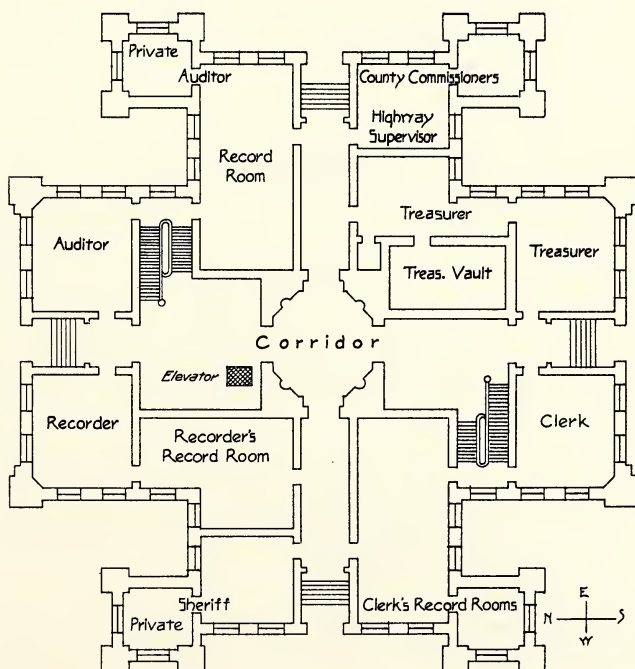 Private
Auditor
County Commissioners
Highway
Supervisor
Record
Room
Treasurer
Auditor
Treasurer
Treas. Vault
Corridor
Elevator
Recorder
Recorder's
Record Room
Clerk
Sheriff
Private
Clerk's Record Rooms
E
N
S
W